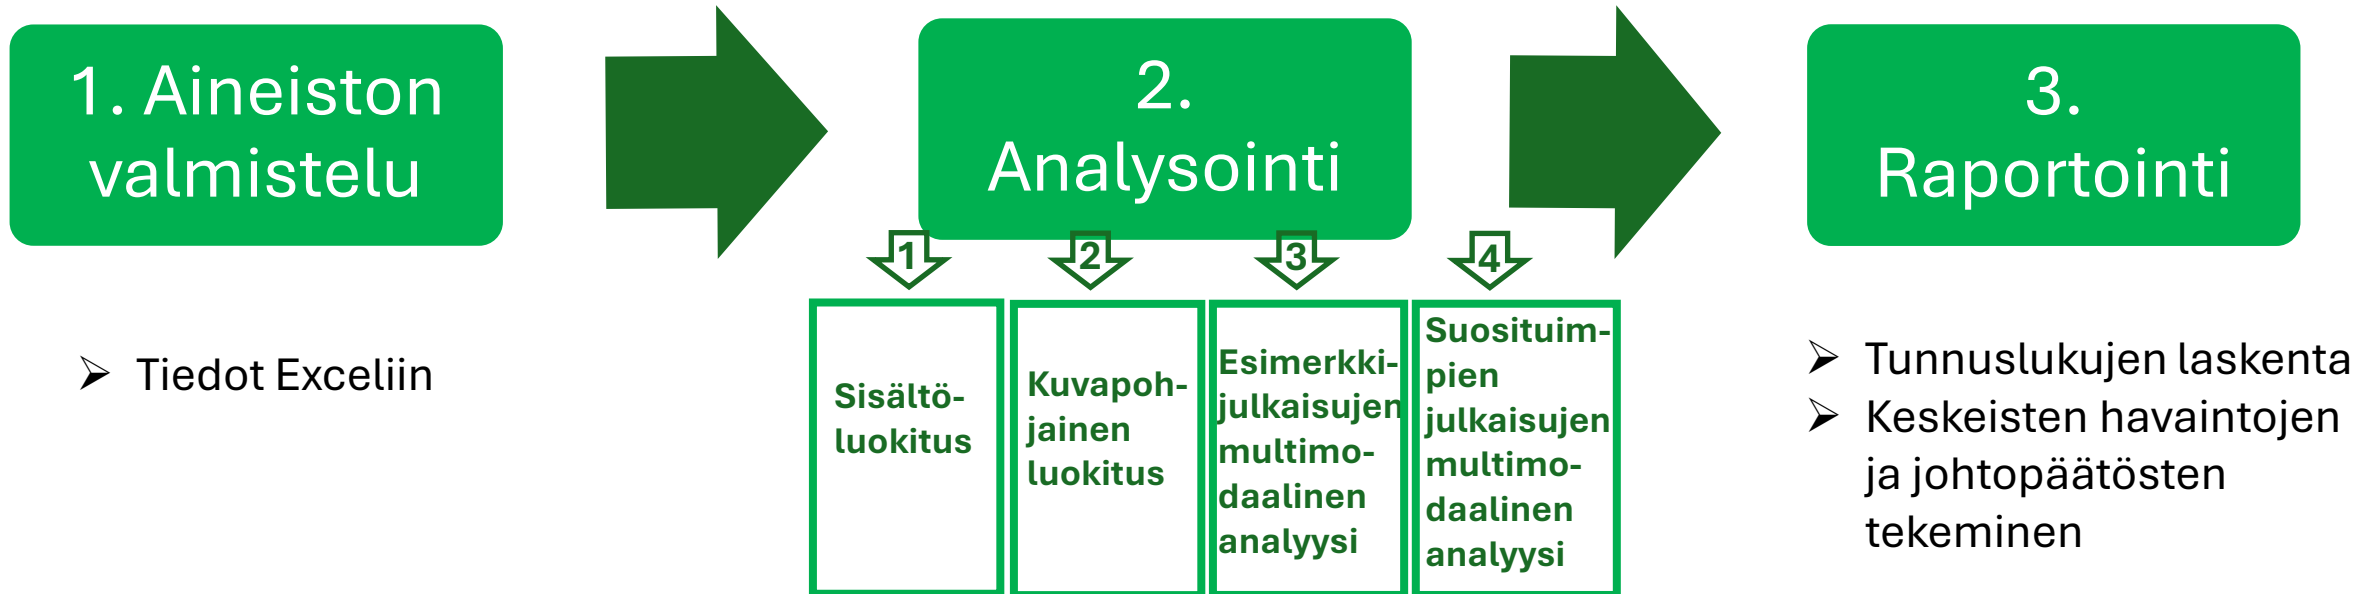 1. Aineiston
valmistelu
➢ Tiedot Exceliin
2.
Analysointi
1
Sisältö-
luokitus
2
Kuvapoh-
jainen
luokitus
3
Esimerkki-
julkaisujen
multimo-
daalinen
analyysi
4
Suosituim-
pien
julkaisujen
multimo-
daalinen
analyysi
3.
Raportointi
➢ Tunnuslukujen laskenta
➢ Keskeisten havaintojen
ja johtopäätösten
tekeminen